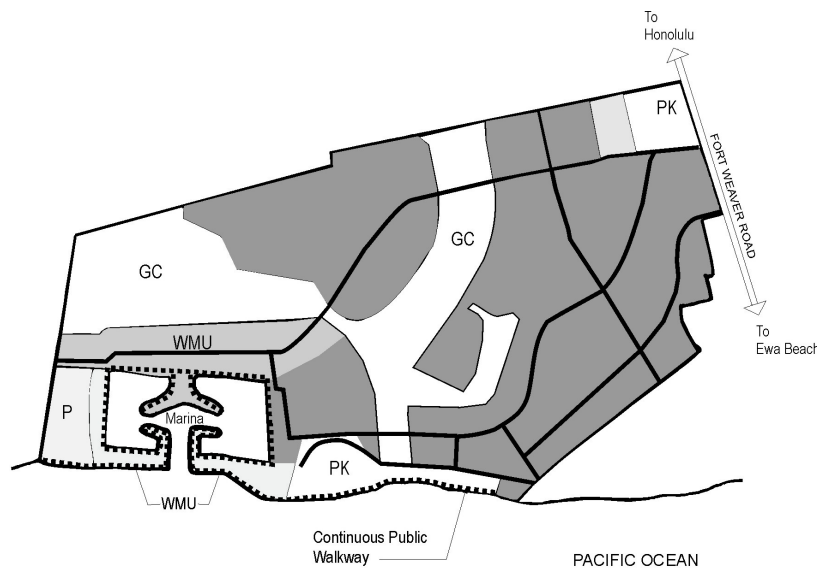 To
Honolulu
PK
FORT WEAVER ROAD
GC
GC
To
Ewa Beach
WMU
P
Marina
PK
WMU
Continuous Public
Walkway
PACIFIC OCEAN